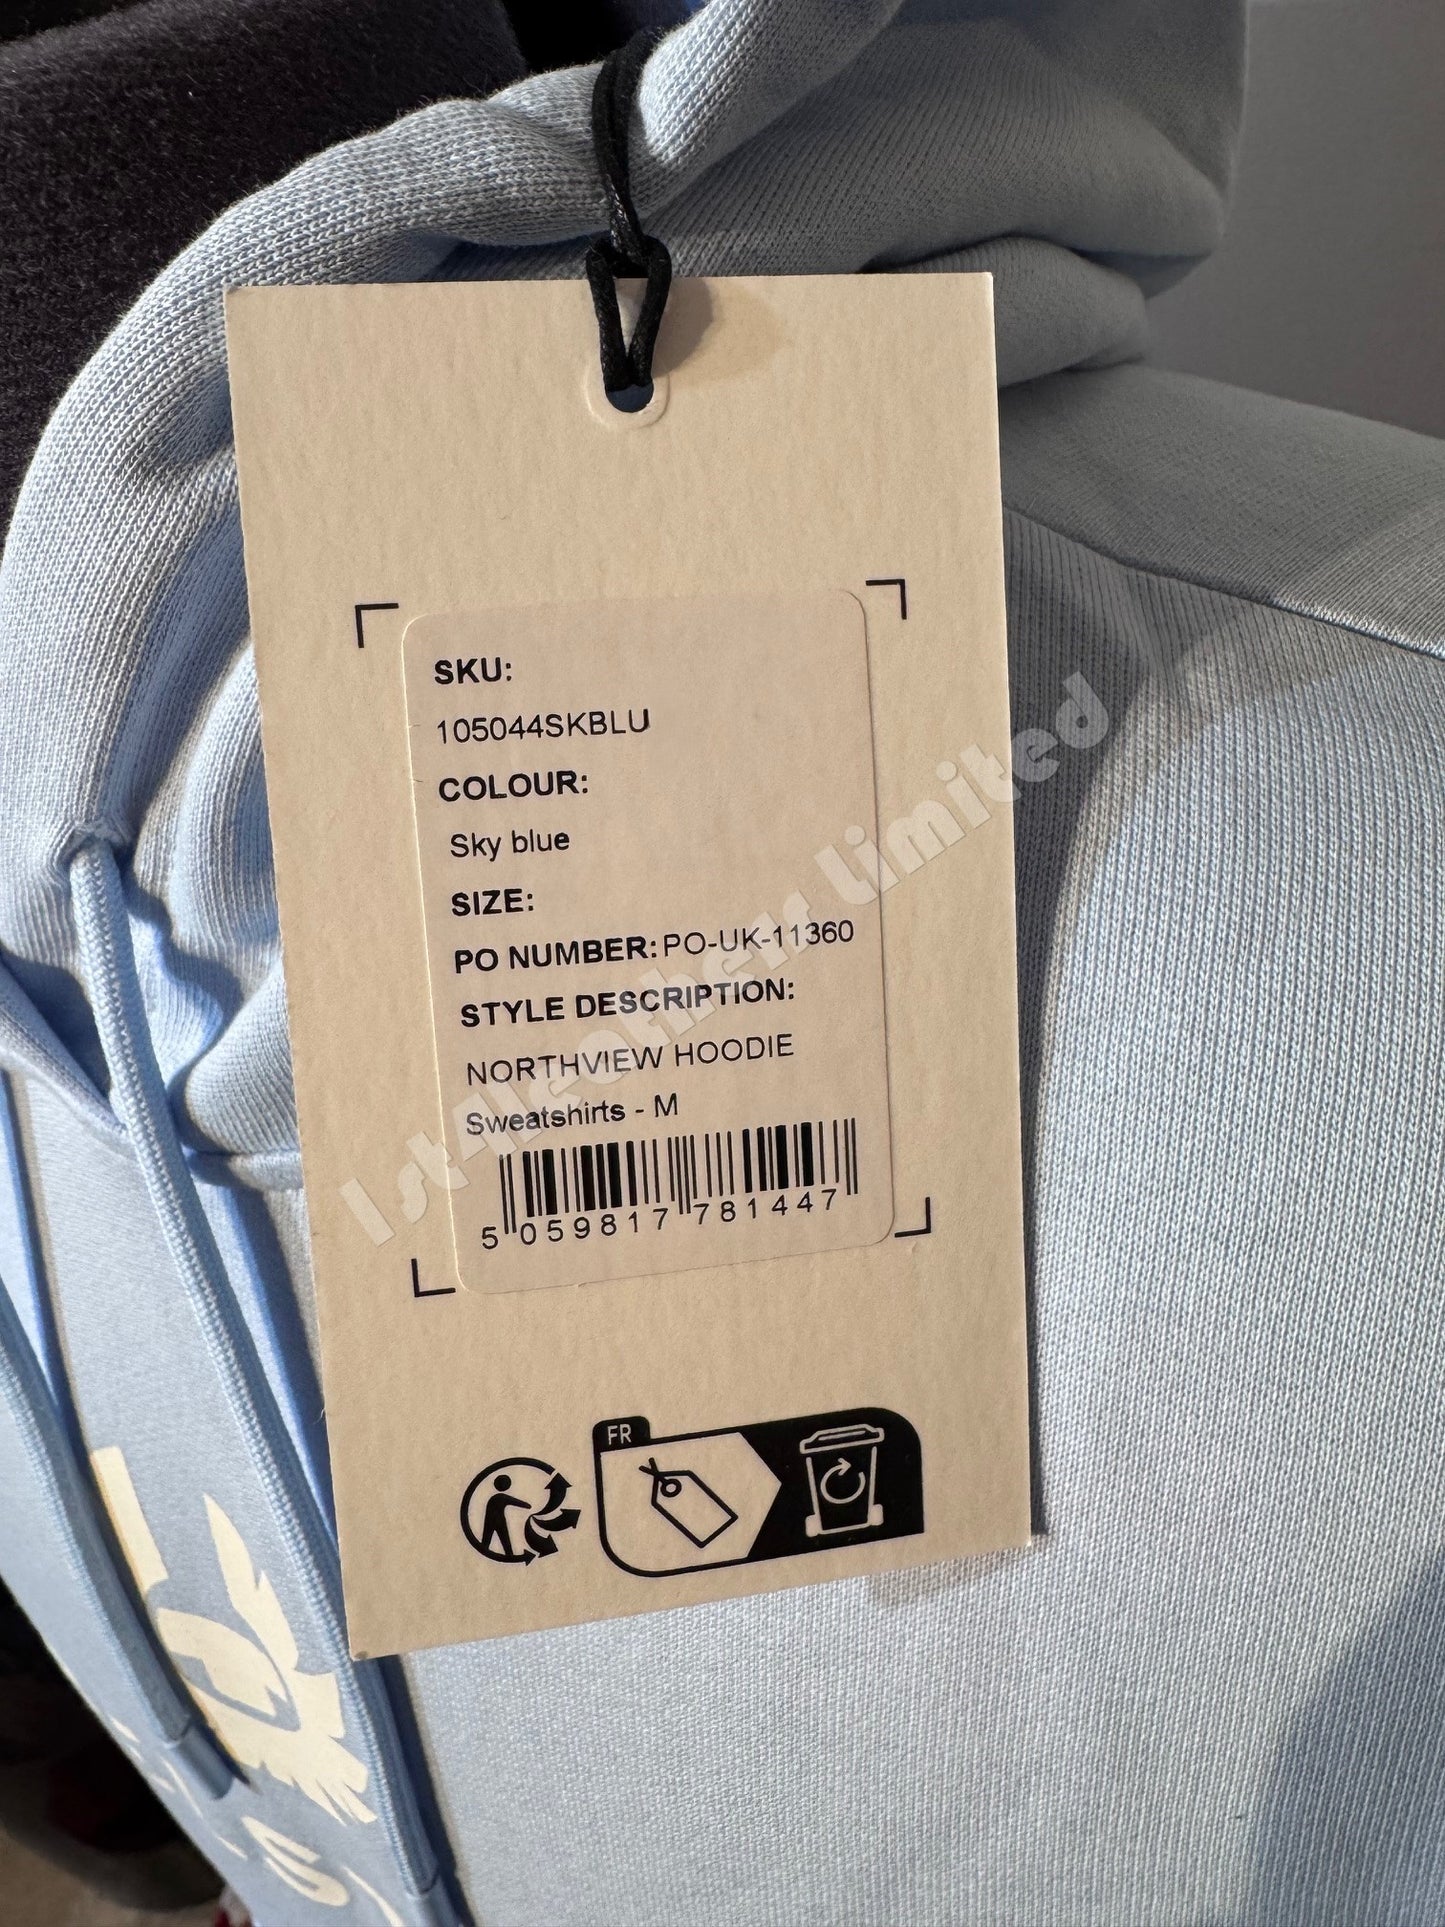 SKU:
105044SKBLU
COLOUR:
Sky blue
SIZE:
PO NUMBER: PO-UK-11360
STYLE DESCRIPTION:
NORTHVIEW HOODIE
Sweatshirts - M
5 059817 781447
FR